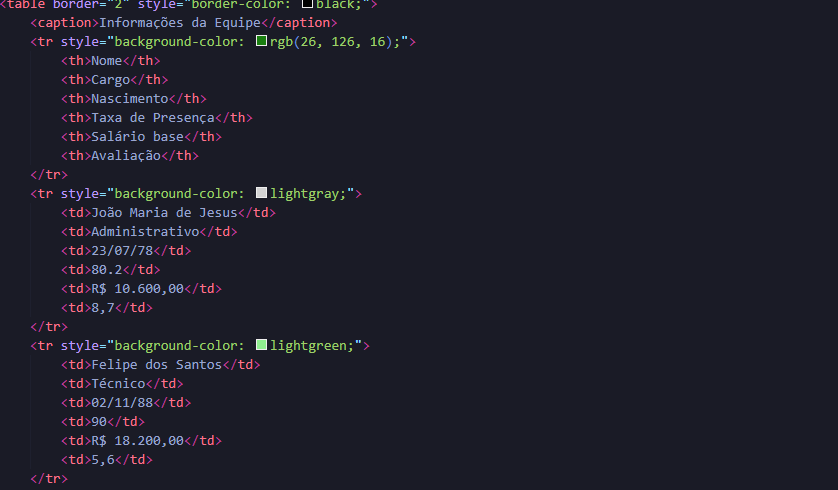 <table border="2" style="border-color: black;">
<caption>Informações da Equipe</caption>
<tr style="background-color: rgb(26, 126, 16);">
<th>Nome</th>
<th>Cargo</th>
<th>Nascimento</th>
<th>Taxa de Presença</th>
<th>Salário base</th>
<th>Avaliação</th>
</tr>
<tr style="background-color: lightgray;">
<td>João Maria de Jesus</td>
<td>Administrativo</td>
<td>23/07/78</td>
<td>80.2</td>
<td>R$ 10.600,00</td>
<td>8,7</td>
</tr>
<tr style="background-color: lightgreen;">
<td>Felipe dos Santos</td>
<td>Técnico</td>
<td>02/11/88</td>
<td>90</td>
<td>R$ 18.200,00</td>
<td>5,6</td>
</tr>